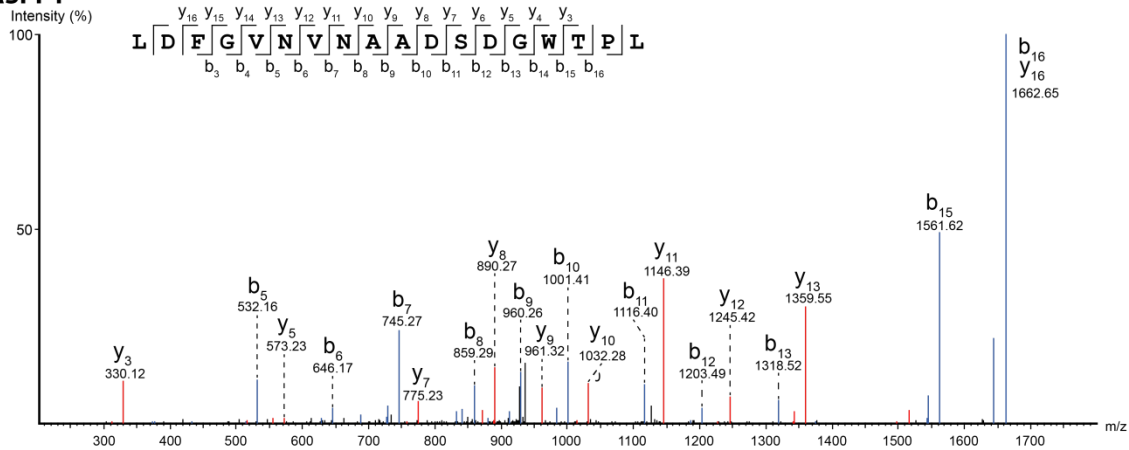 Intensity (%)
y16 y15 y14 y13 y12 y11 y10 y9 y8 y7 y6 y5 y4 y3
L D F G V N V N A A D S D G W T P L
b3 b4 b5 b6 b7 b8 b9 b10 b11 b12 b13 b14 b15 b16
100
50
b16
y16
1662.65
b15
1561.62
y8
890.27
b10
1001.41
y11
1146.39
b5
532.16
b7
745.27
b9
960.26
b11
1116.40
y12
1245.42
y13
1359.55
y3
330.12
y5
573.23
b6
646.17
y7
775.23
b8
859.29
y9
961.32
y10
1032.28
b12
1203.49
b13
1318.52
300 400 500 600 700 800 900 1000 1100 1200 1300 1400 1500 1600 1700
m/z